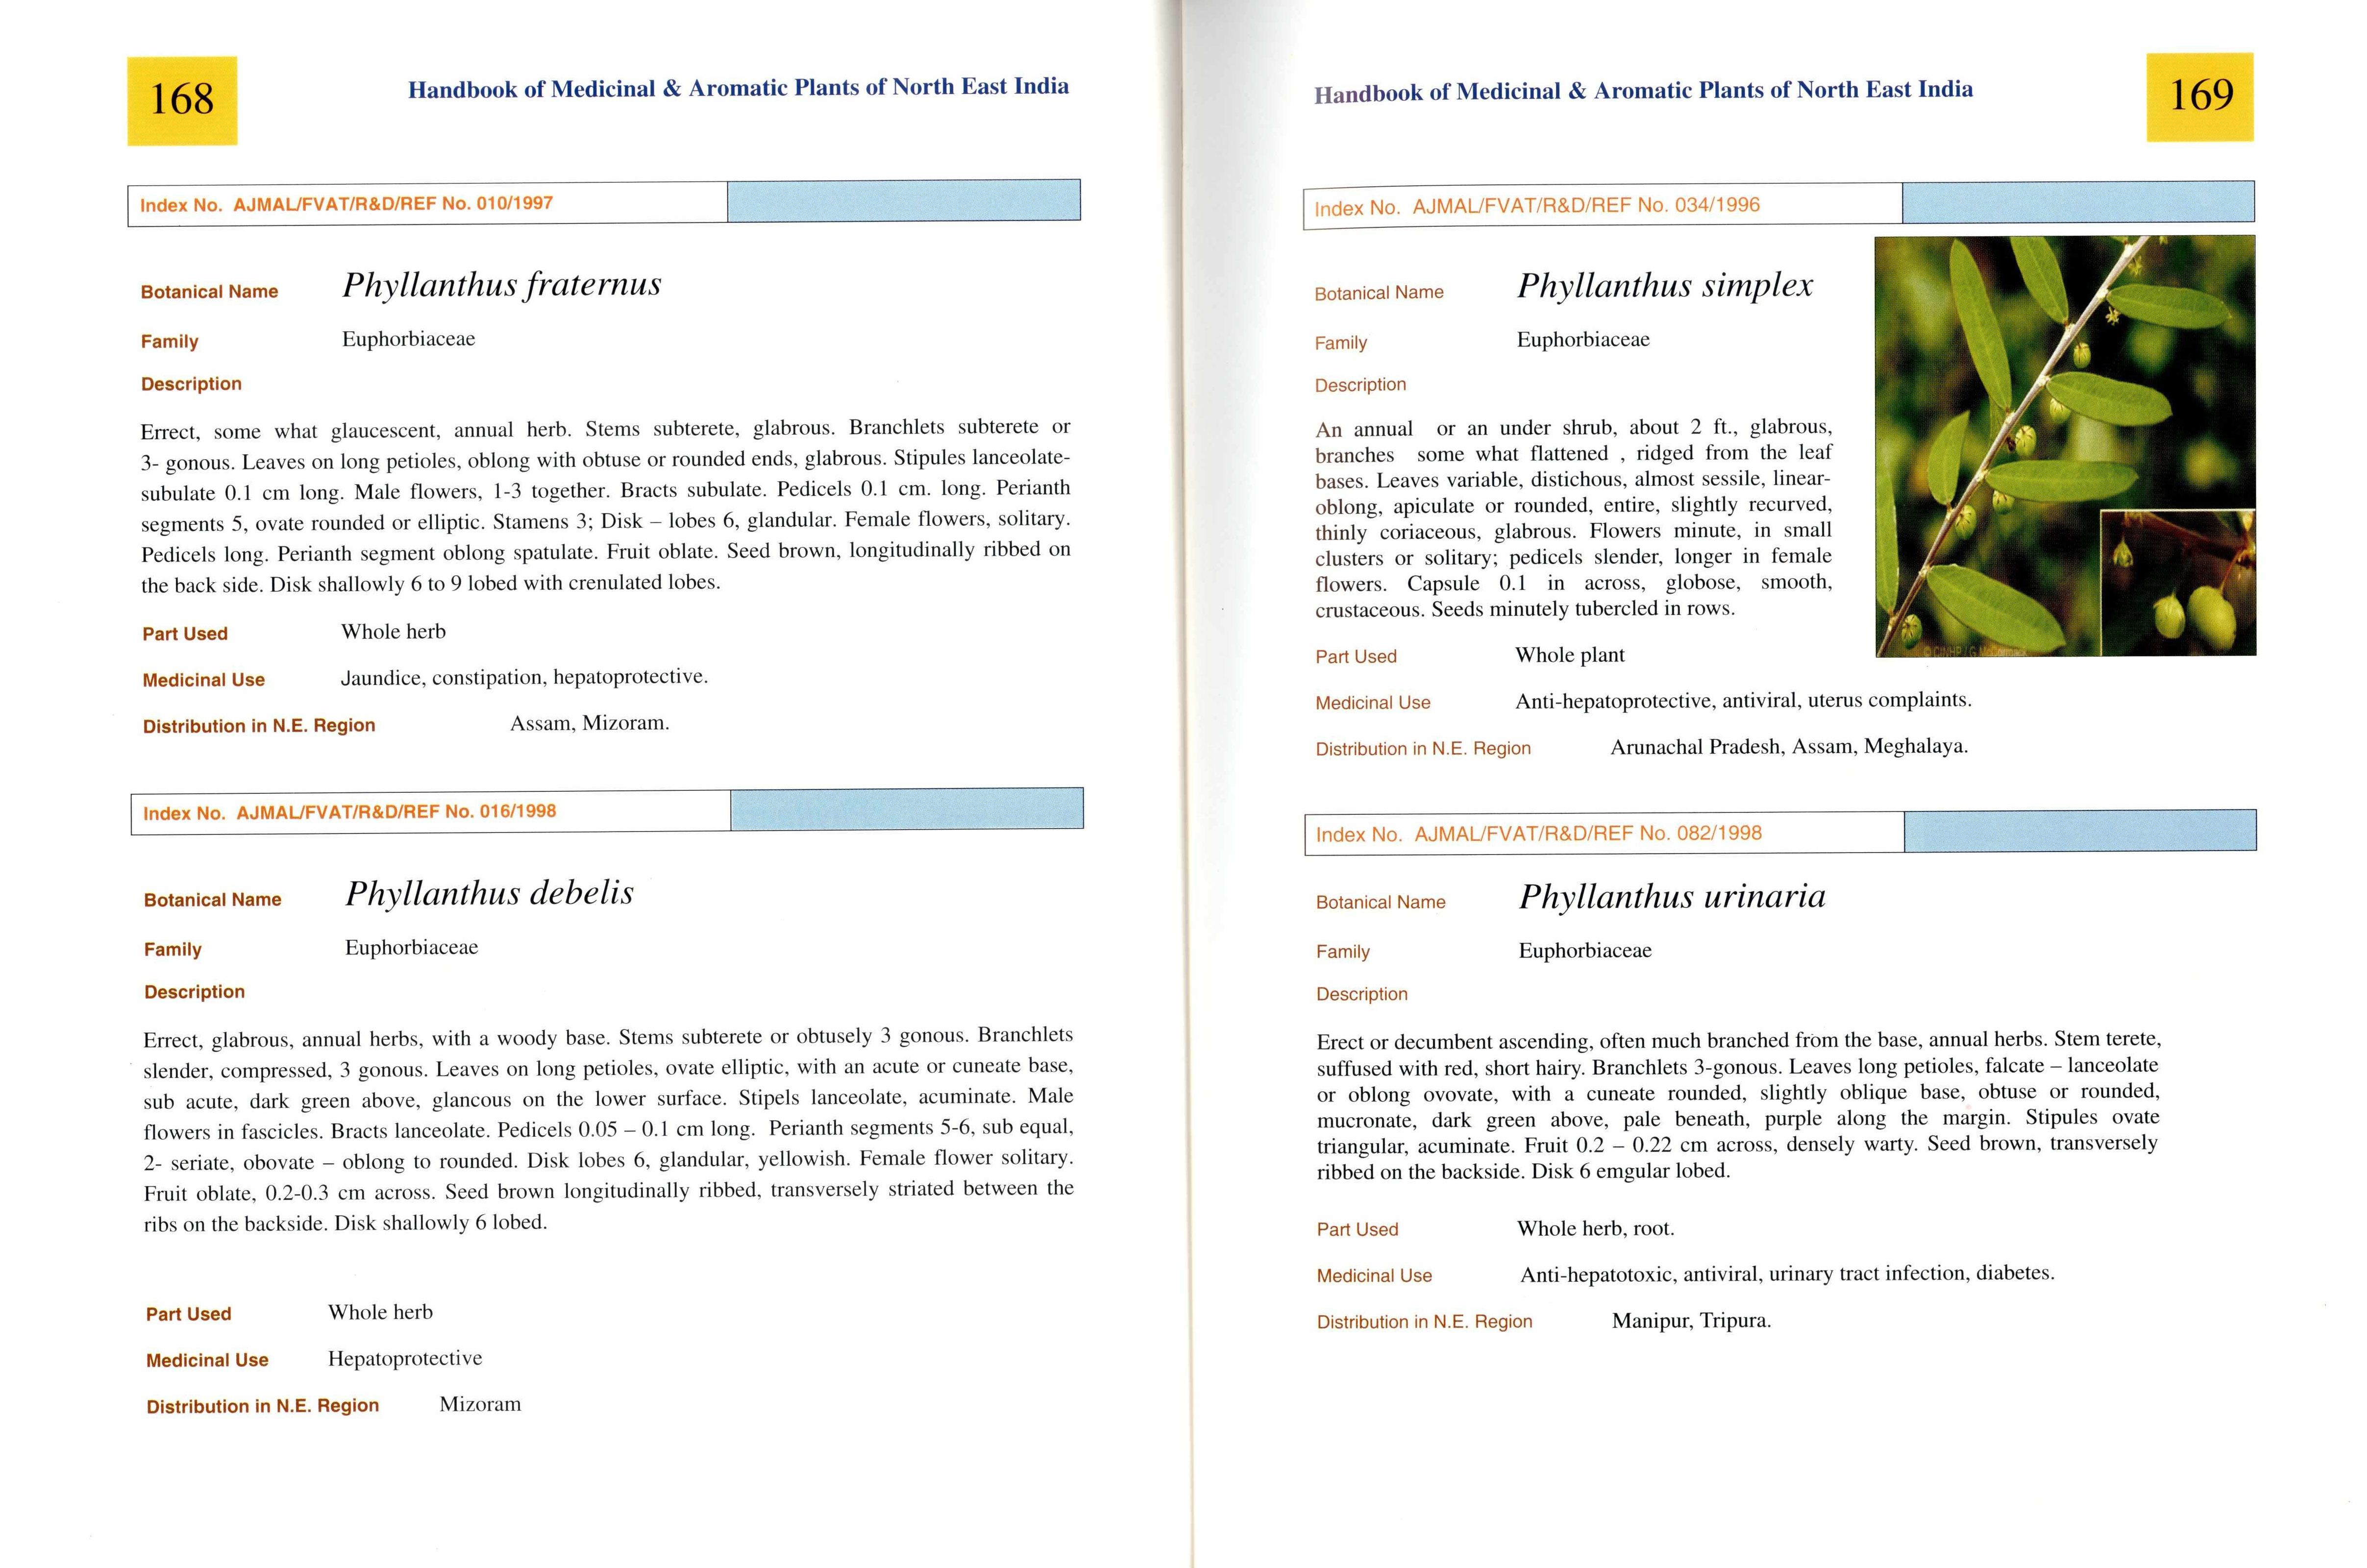 168
Handbook of Medicinal & Aromatic Plants of North East India
Index No. AJMAL/FVAT/R&D/REF No. 010/1997
Botanical Name Phyllanthus fraternus
Family Euphorbiaceae
Description
Errect, some what glaucescent, annual herb. Stems subterete, glabrous. Branchlets subterete or
3- gonous. Leaves on long petioles, oblong with obtuse or rounded ends, glabrous. Stipules lanceolate-
subulate 0.1 cm long. Male flowers, 1-3 together. Bracts subulate. Pedicels 0.1 cm. long. Perianth
segments 5, ovate rounded or elliptic. Stamens 3; Disk – lobes 6, glandular. Female flowers, solitary.
Pedicels long. Perianth segment oblong spatulate. Fruit oblate. Seed brown, longitudinally ribbed on
the back side. Disk shallowly 6 to 9 lobed with crenulated lobes.
Part Used Whole herb
Medicinal Use Jaundice, constipation, hepatoprotective.
Distribution in N.E. Region Assam, Mizoram.
Index No. AJMAL/FVAT/R&D/REF No. 016/1998
Botanical Name Phyllanthus debelis
Family Euphorbiaceae
Description
Errect, glabrous, annual herbs, with a woody base. Stems subterete or obtusely 3 gonous. Branchlets
slender, compressed, 3 gonous. Leaves on long petioles, ovate elliptic, with an acute or cuneate base,
sub acute, dark green above, glancous on the lower surface. Stipels lanceolate, acuminate. Male
flowers in fascicles. Bracts lanceolate. Pedicels 0.05 – 0.1 cm long. Perianth segments 5-6, sub equal,
2- seriate, obovate – oblong to rounded. Disk lobes 6, glandular, yellowish. Female flower solitary.
Fruit oblate, 0.2-0.3 cm across. Seed brown longitudinally ribbed, transversely striated between the
ribs on the backside. Disk shallowly 6 lobed.
Part Used Whole herb
Medicinal Use Hepatoprotective
Distribution in N.E. Region Mizoram
Handbook of Medicinal & Aromatic Plants of North East India
169
Index No. AJMAL/FVAT/R&D/REF No. 034/1996
Botanical Name Phyllanthus simplex
Family Euphorbiaceae
Description
An annual or an under shrub, about 2 ft., glabrous,
branches some what flattened , ridged from the leaf
bases. Leaves variable, distichous, almost sessile, linear-
oblong, apiculate or rounded, entire, slightly recurved,
thinly coriaceous, glabrous. Flowers minute, in small
clusters or solitary; pedicels slender, longer in female
flowers. Capsule 0.1 in across, globose, smooth,
crustaceous. Seeds minutely tubercled in rows.
Part Used Whole plant
Medicinal Use Anti-hepatoprotective, antiviral, uterus complaints.
Distribution in N.E. Region Arunachal Pradesh, Assam, Meghalaya.
Index No. AJMAL/FVAT/R&D/REF No. 082/1998
Botanical Name Phyllanthus urinaria
Family Euphorbiaceae
Description
Erect or decumbent ascending, often much branched from the base, annual herbs. Stem terete,
suffused with red, short hairy. Branchlets 3-gonous. Leaves long petioles, falcate – lanceolate
or oblong ovovate, with a cuneate rounded, slightly oblique base, obtuse or rounded,
mucronate, dark green above, pale beneath, purple along the margin. Stipules ovate
triangular, acuminate. Fruit 0.2 – 0.22 cm across, densely warty. Seed brown, transversely
ribbed on the backside. Disk 6 emgular lobed.
Part Used Whole herb, root.
Medicinal Use Anti-hepatotoxic, antiviral, urinary tract infection, diabetes.
Distribution in N.E. Region Manipur, Tripura.